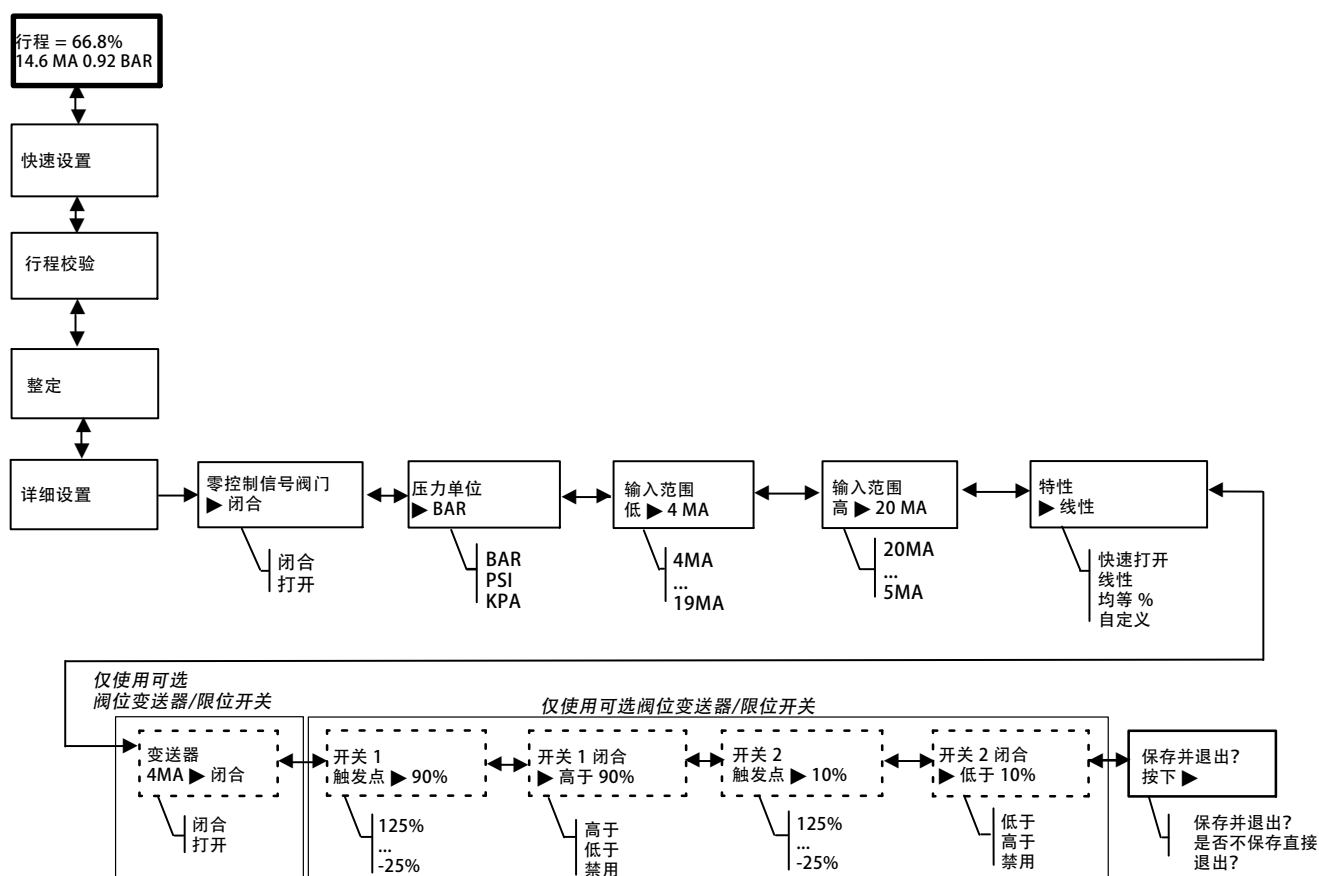 行程 = 66.8%
14.6 MA 0.92 BAR
快速设置
行程校验
整定
详细设置
零控制信号阀门
▶ 闭合
闭合
打开
压力单位
▶ BAR
BAR
PSI
KPA
输入范围
低 ▶ 4 MA
4MA
...
19MA
输入范围
高 ▶ 20 MA
20MA
...
5MA
特性
▶ 线性
快速打开
线性
均等 %
自定义
仅使用可选
阀位变送器/限位开关
变送器
4MA ▶ 闭合
闭合
打开
仅使用可选阀位变送器/限位开关
开关 1
触发点 ▶ 90%
125%
...
-25%
开关 1 闭合
▶ 高于 90%
高于
低于
禁用
开关 2
触发点 ▶ 10%
125%
...
-25%
开关 2 闭合
▶ 低于 10%
低于
高于
禁用
保存并退出?
按下 ▶
保存并退出?
是否不保存直接
退出?